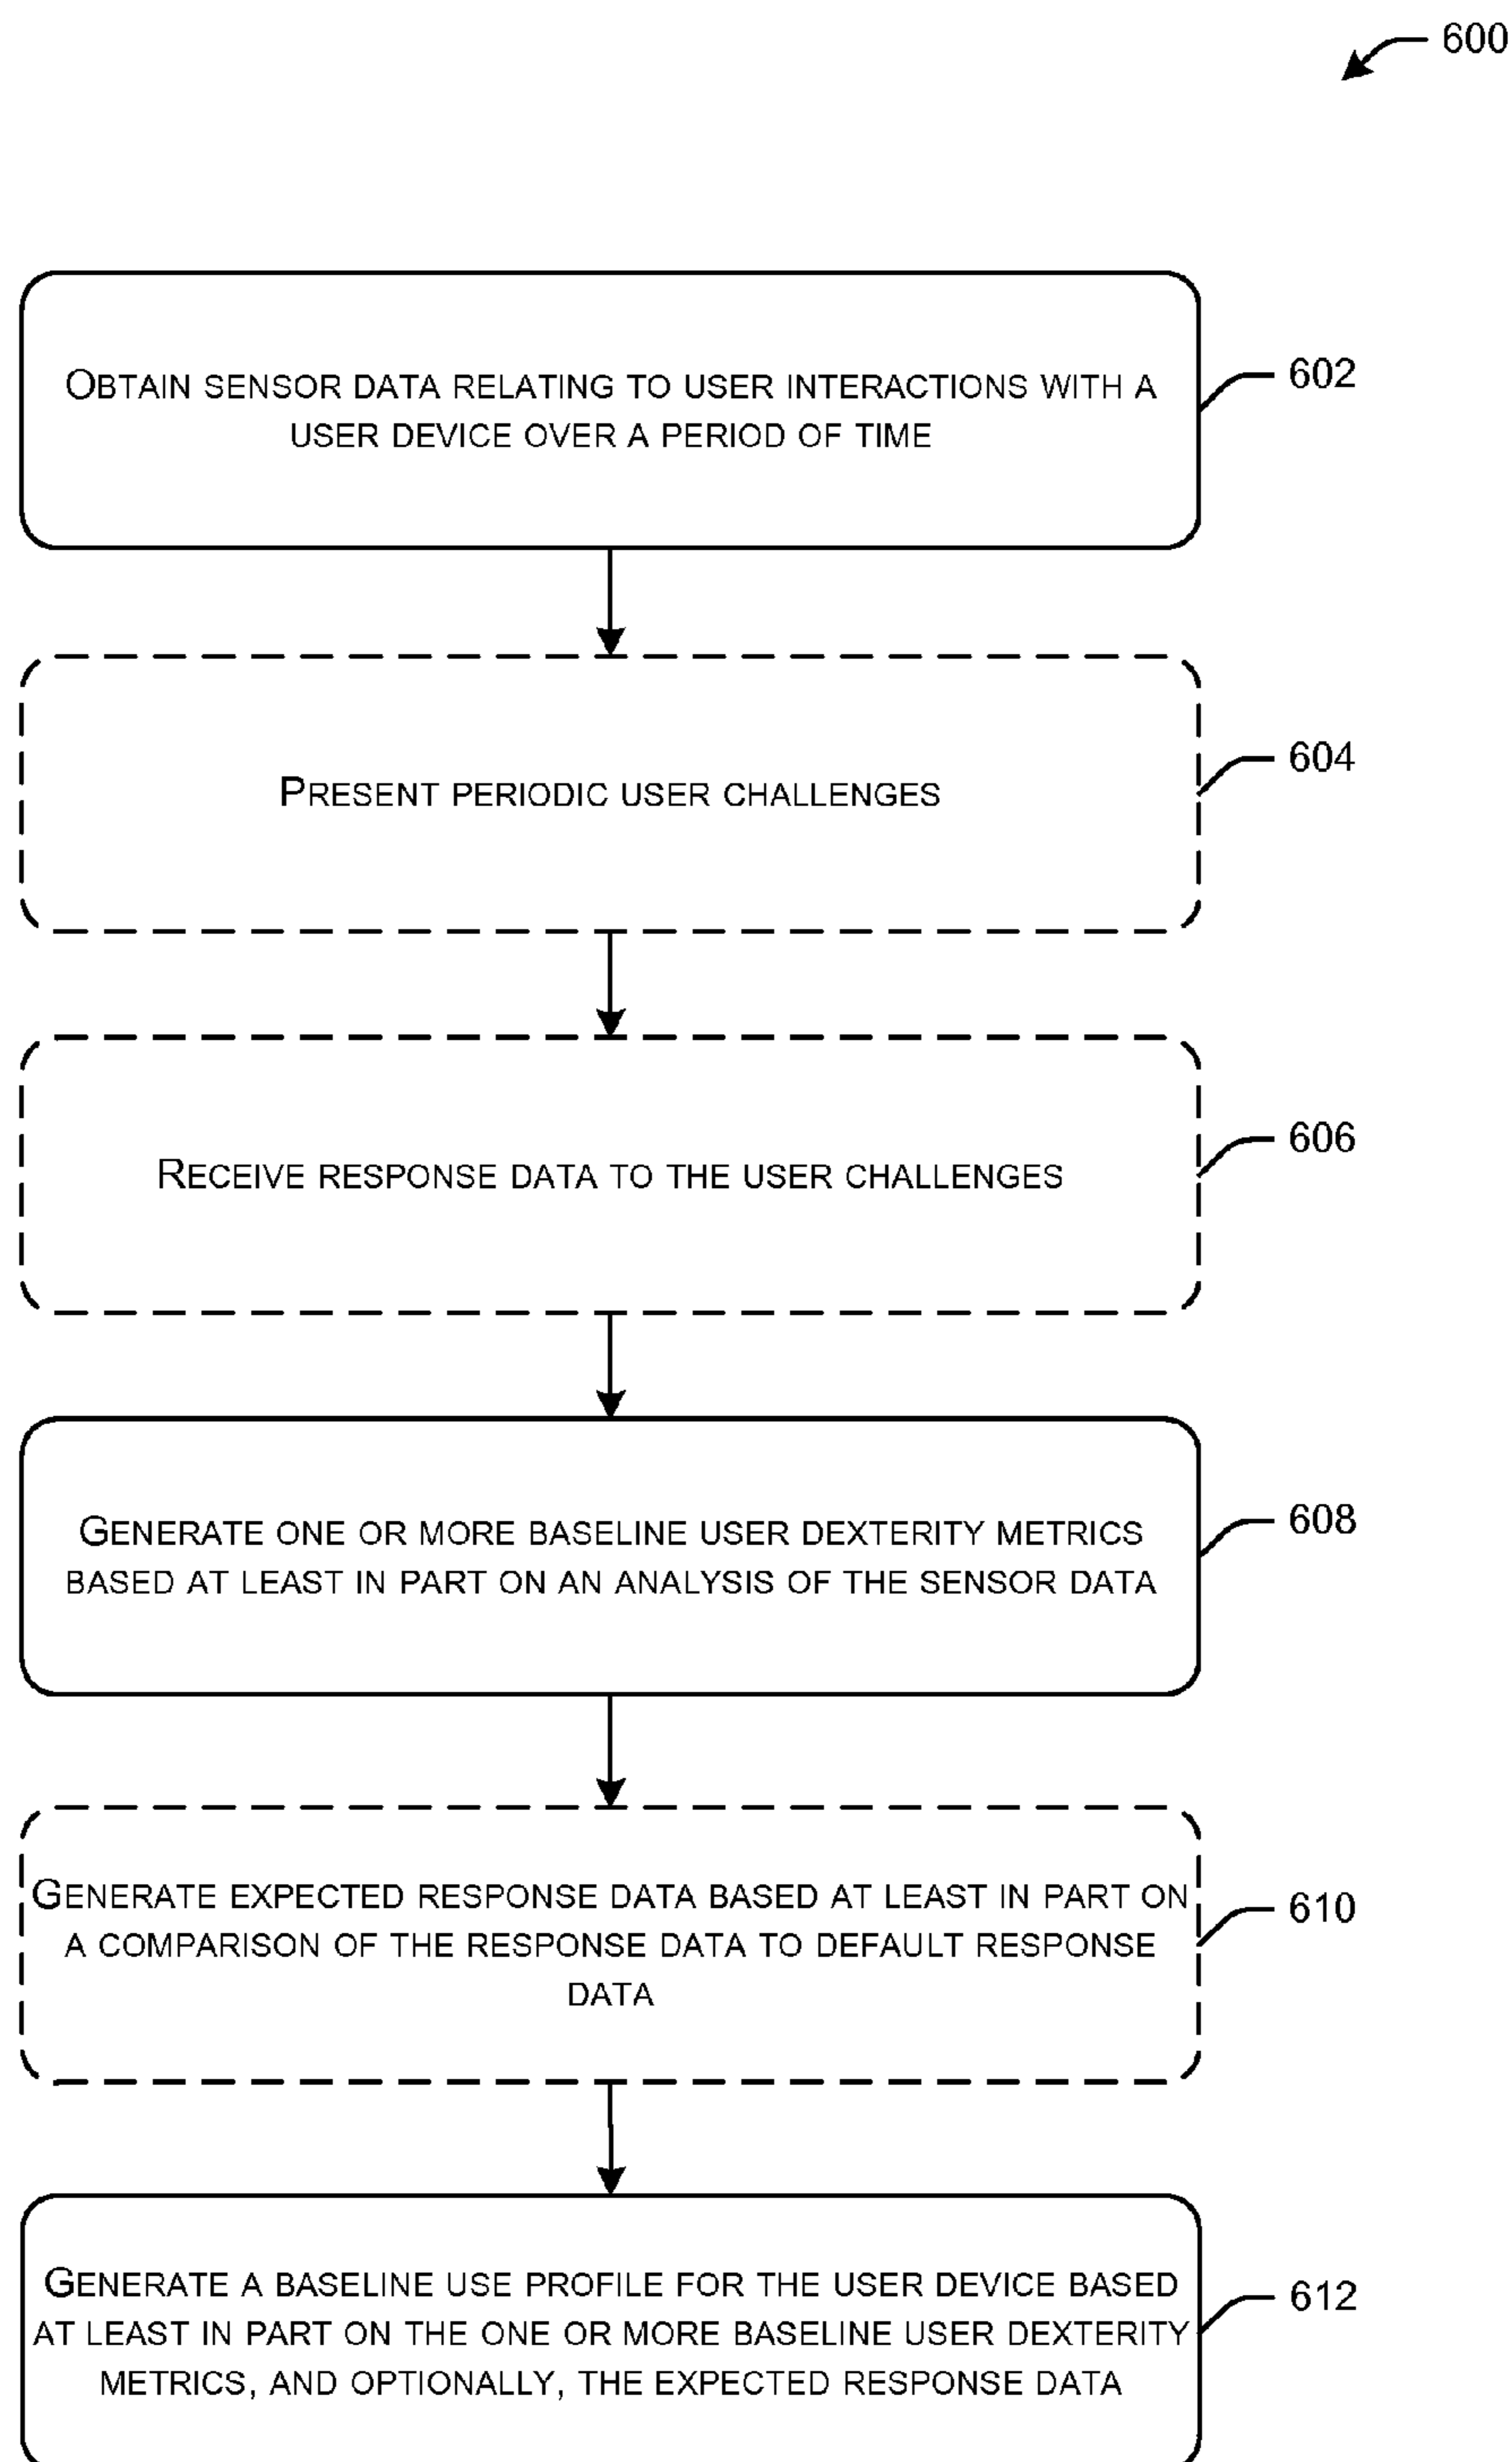 600
OBTAIN SENSOR DATA RELATING TO USER INTERACTIONS WITH A
USER DEVICE OVER A PERIOD OF TIME
602
PRESENT PERIODIC USER CHALLENGES
604
RECEIVE RESPONSE DATA TO THE USER CHALLENGES
606
GENERATE ONE OR MORE BASELINE USER DEXTERITY METRICS
BASED AT LEAST IN PART ON AN ANALYSIS OF THE SENSOR DATA
608
GENERATE EXPECTED RESPONSE DATA BASED AT LEAST IN PART ON
A COMPARISON OF THE RESPONSE DATA TO DEFAULT RESPONSE
DATA
610
GENERATE A BASELINE USE PROFILE FOR THE USER DEVICE BASED
AT LEAST IN PART ON THE ONE OR MORE BASELINE USER DEXTERITY
METRICS, AND OPTIONALLY, THE EXPECTED RESPONSE DATA
612